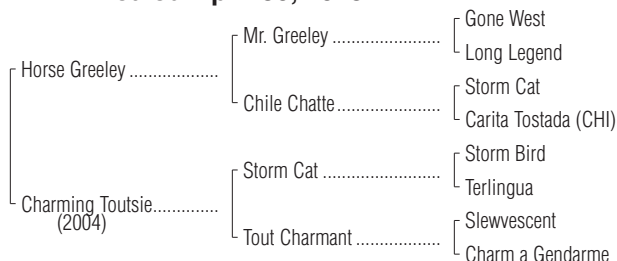 Gone West
Mr. Greeley
Long Legend
Horse Greeley
Storm Cat
Chile Chatte
Carita Tostada (CHI)
Storm Bird
Storm Cat
Terlingua
Charming Toutsie
(2004)
Slewvescent
Tout Charmant
Charm a Gendarme